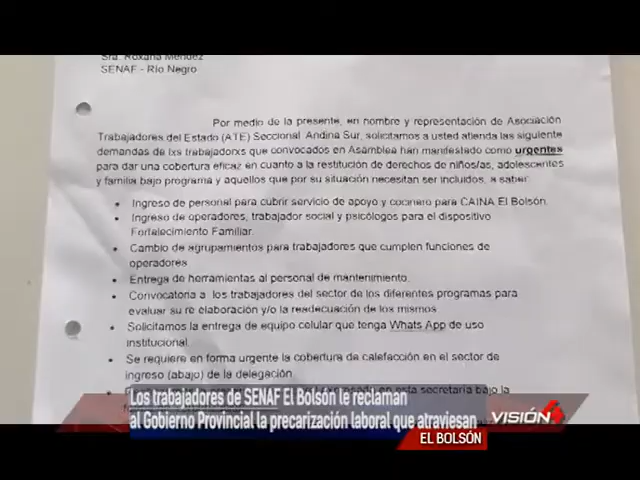 Sra. Roxana Méndez
SENAF - Río Negro
Por medio de la presente, en nombre y representación de Asociación
Trabajadores del Estado (ATE) Seccional Andina Sur, solicitamos a usted atienda las siguiente
demandas de lxs trabajadorxs que convocados en Asamblea han manifestado como urgentes
para dar una cobertura eficaz en cuanto a la restitución de derechos de niños/as, adolescentes
y familia bajo programa y aquellos que por su situación necesitan ser incluidos, a saber:
• Ingreso de personal para cubrir servicio de apoyo y cocinero para CAINA El Bolsón.
• Ingreso de operadores, trabajador social y psicólogos para el dispositivo
Fortalecimiento Familiar.
• Cambio de agrupamientos para trabajadores que cumplen funciones de
operadores
• Entrega de herramientas al personal de mantenimiento.
• Convocatoria a los trabajadores del sector de los diferentes programas para
evaluar su re elaboración y/o la readecuación de los mismos
• Solicitamos la entrega de equipo celular que tenga Whats App de uso
institucional.
• Se requiere en forma urgente la cobertura de calefacción en el sector de
ingreso (abajo) de la delegación.
en esta secretaría bajo la
Los trabajadores de SENAF El Bolsón le reclaman
al Gobierno Provincial la precarización laboral que atraviesan
VISIÓN 4
EL BOLSÓN